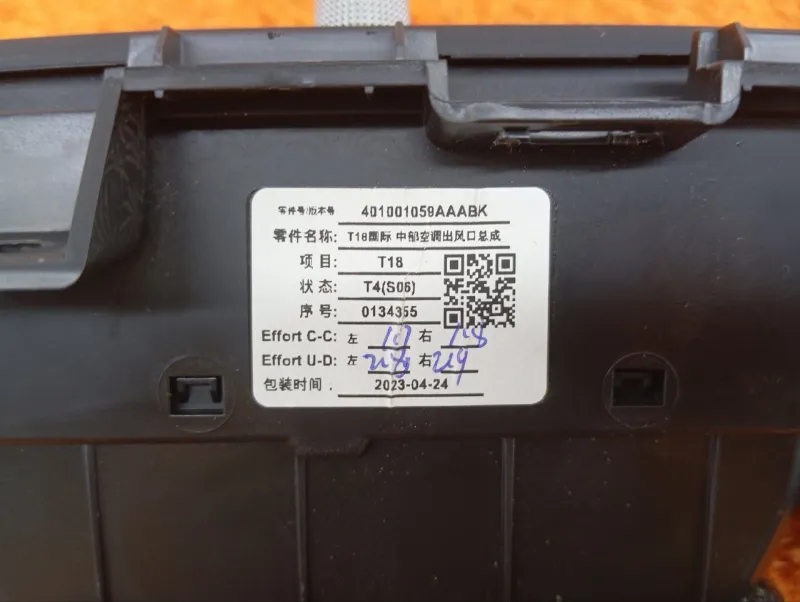 零件号/版本号 401001059AAABK
零件名称: T18国际 中部空调出风口总成
项目: T18
状态: T4(S06)
序号: 0134355
Effort C-C: 左 右
Effort U-D: 左 右 219
包装时间. 2023-04-24